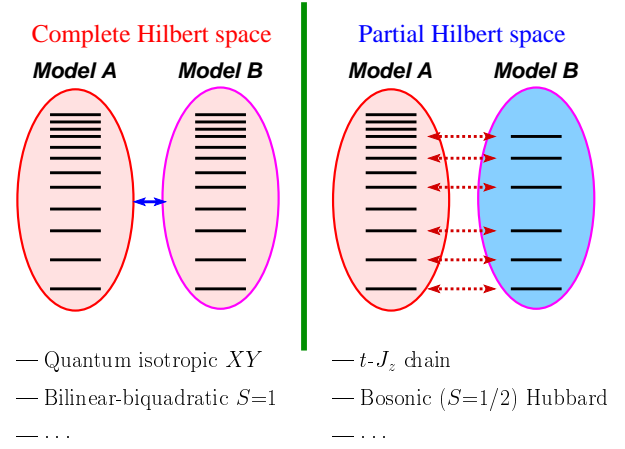 Complete Hilbert space
Model A Model B
— Quantum isotropic XY
— Bilinear-biquadratic S=1
— · · ·
Partial Hilbert space
Model A Model B
— t-J_z chain
— Bosonic (S=1/2) Hubbard
— · · ·